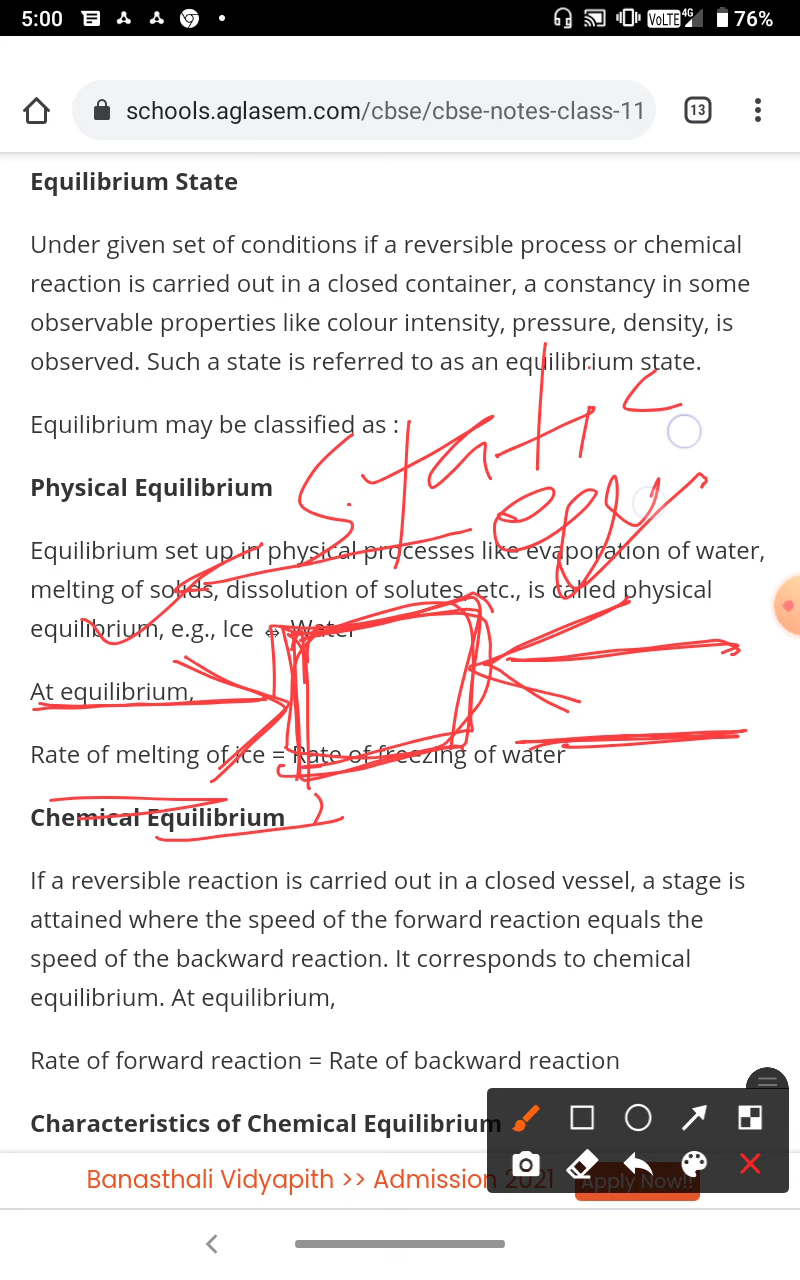 5:00 VoLTE 4G 76%
schools.aglasem.com/cbse/cbse-notes-class-11 13
Equilibrium State
Under given set of conditions if a reversible process or chemical
reaction is carried out in a closed container, a constancy in some
observable properties like colour intensity, pressure, density, is
observed. Such a state is referred to as an equilibrium state.
Static
Equilibrium may be classified as :
Physical Equilibrium
Equilibrium set up in physical processes like evaporation of water,
melting of solids, dissolution of solutes, etc., is called physical
equilibrium, e.g., Ice ⇔ Water
At equilibrium,
Rate of melting of ice = Rate of freezing of water
Chemical Equilibrium
If a reversible reaction is carried out in a closed vessel, a stage is
attained where the speed of the forward reaction equals the
speed of the backward reaction. It corresponds to chemical
equilibrium. At equilibrium,
Rate of forward reaction = Rate of backward reaction
Characteristics of Chemical Equilibrium
Banasthali Vidyapith >> Admission 2021 Apply Now!!